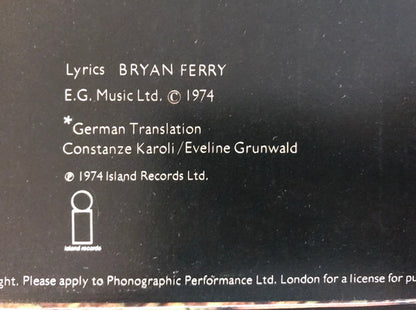 Lyrics BRYAN FERRY
E.G. Music Ltd. © 1974
*German Translation
Constanze Karoli/Eveline Grunwald
℗ 1974 Island Records Ltd.
island records
ght. Please apply to Phonographic Performance Ltd. London for a license for pu